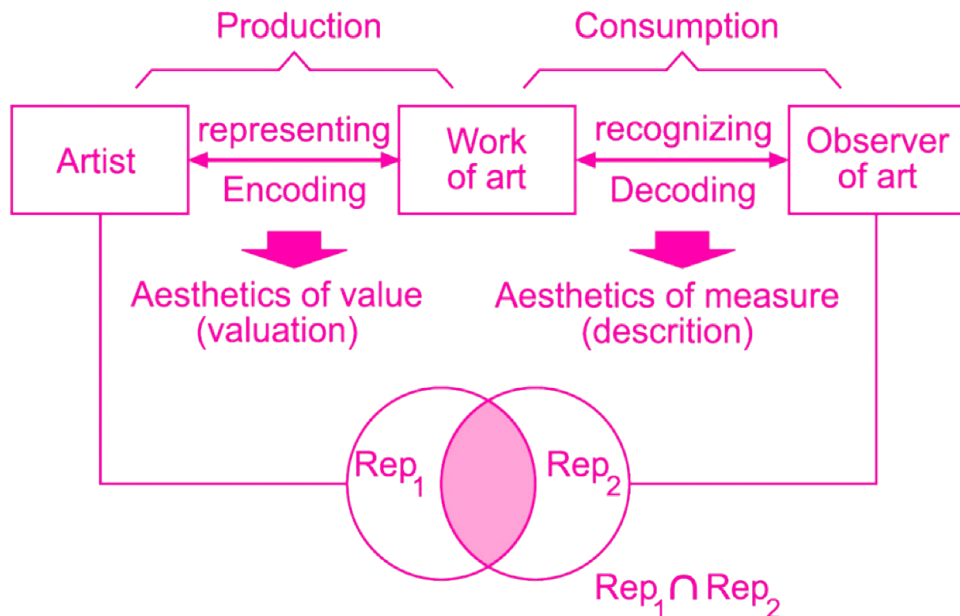 Production
Consumption
Artist
representing
Encoding
Work
of art
recognizing
Decoding
Observer
of art
Aesthetics of value
(valuation)
Aesthetics of measure
(descrition)
Rep₁
Rep₂
Rep₁ ⋂ Rep₂